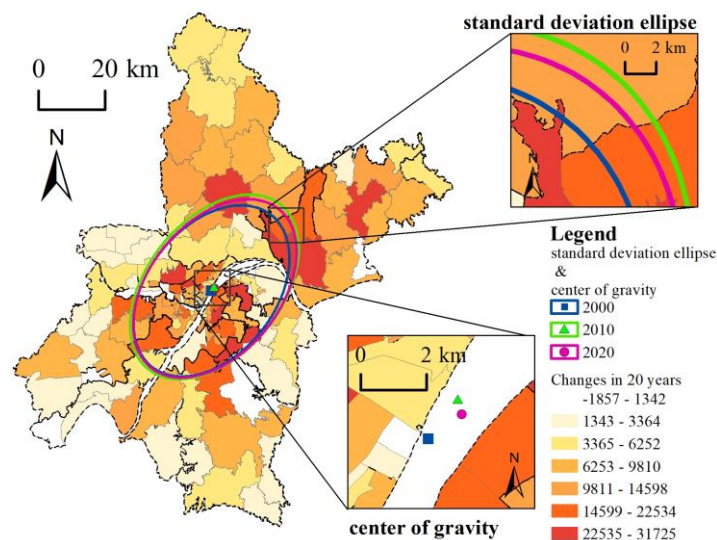 standard deviation ellipse
0 2 km
N
0 20 km
N
Legend
standard deviation ellipse
&
center of gravity
2000
2010
2020
Changes in 20 years
-1857 - 1342
1343 - 3364
3365 - 6252
6253 - 9810
9811 - 14598
14599 - 22534
22535 - 31725
0 2 km
N
center of gravity